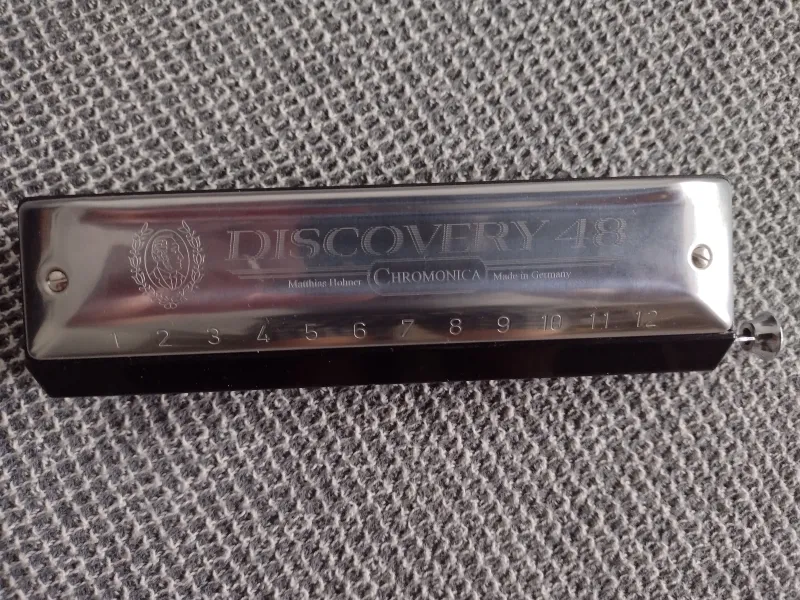 DISCOVERY 48
Matthias Hohner CHROMONICA Made in Germany
1 2 3 4 5 6 7 8 9 10 11 12